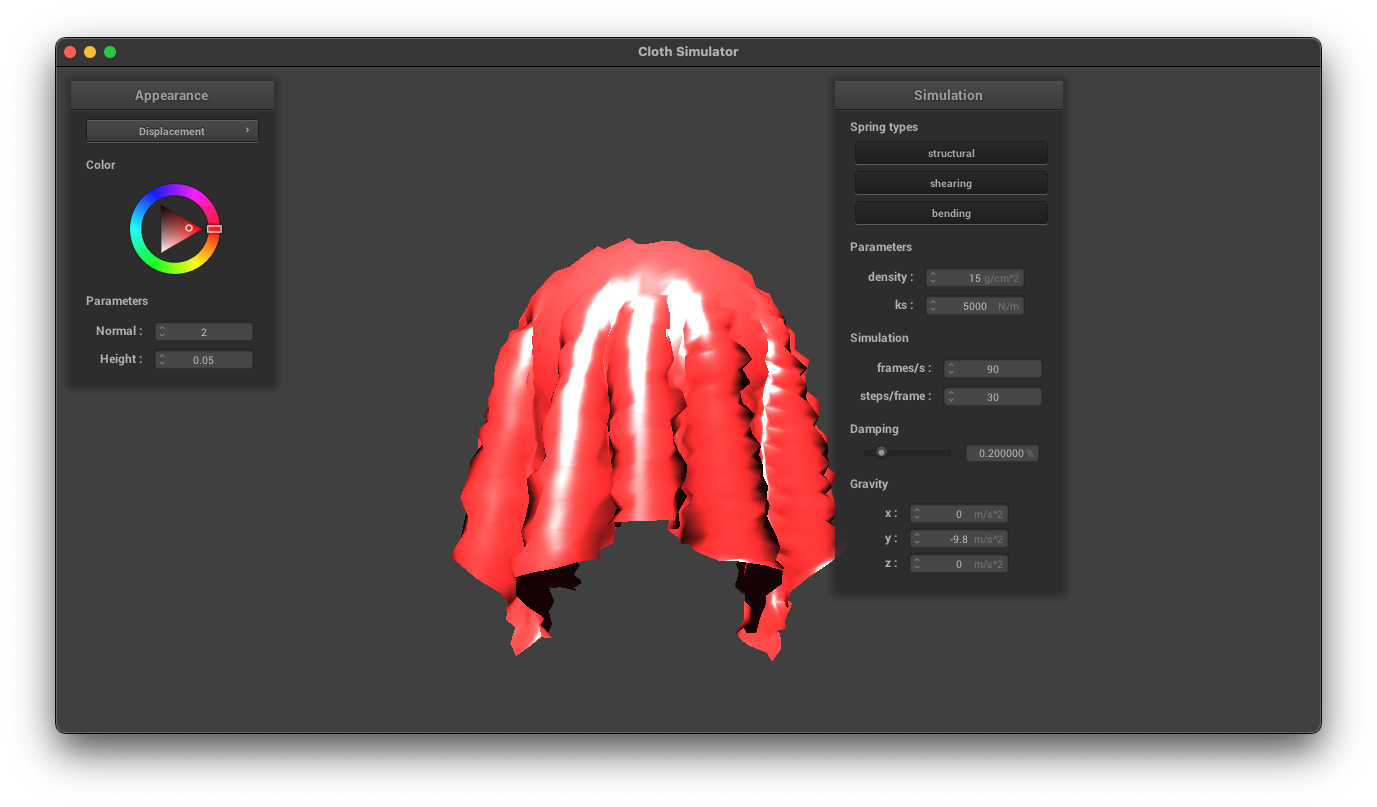 Cloth Simulator
Appearance
Displacement
Color
Parameters
Normal : 2
Height : 0.05
Simulation
Spring types
structural
shearing
bending
Parameters
density : 15 g/cm^2
ks : 5000 N/m
Simulation
frames/s : 90
steps/frame : 30
Damping
0.200000 %
Gravity
x : 0 m/s^2
y : -9.8 m/s^2
z : 0 m/s^2